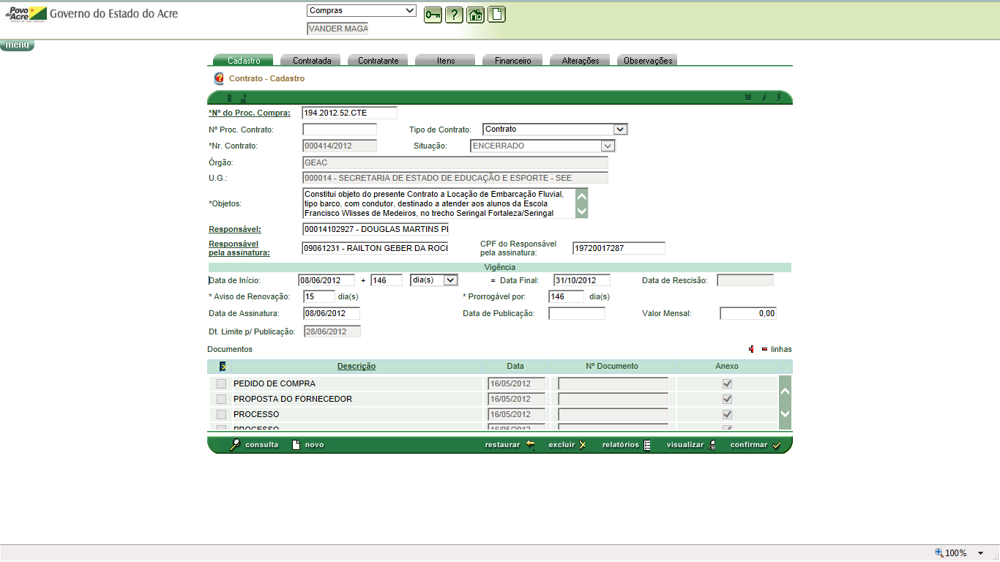 Povo do Acre Governo do Estado do Acre
Compras
VANDER MAGA
menu
Cadastro Contratada Contratante Itens Financeiro Alterações Observações
Contrato - Cadastro
*Nº do Proc. Compra: 194.2012.52.CTE
Nº Proc. Contrato: Tipo de Contrato: Contrato
*Nr. Contrato: 000414/2012 Situação: ENCERRADO
Órgão: GEAC
U.G.: 000014 - SECRETARIA DE ESTADO DE EDUCAÇÃO E ESPORTE - SEE
*Objetos: Constitui objeto do presente Contrato a Locação de Embarcação Fluvial,
tipo barco, com condutor, destinado a atender aos alunos da Escola
Francisco Wlisses de Medeiros, no trecho Seringal Fortaleza/Seringal
Responsável: 00014102927 - DOUGLAS MARTINS PI
Responsável pela assinatura: 09061231 - RAILTON GEBER DA ROCI CPF do Responsável pela assinatura: 19720017287
Vigência
Data de Início: 08/06/2012 + 146 dia(s) = Data Final: 31/10/2012 Data de Rescisão:
* Aviso de Renovação: 15 dia(s) * Prorrogável por: 146 dia(s)
Data de Assinatura: 08/06/2012 Data de Publicação: Valor Mensal: 0,00
Dt. Limite p/ Publicação: 28/06/2012
Documentos linhas
Descrição Data Nº Documento Anexo
PEDIDO DE COMPRA 16/05/2012
PROPOSTA DO FORNECEDOR 16/05/2012
PROCESSO 16/05/2012
PROCESSO 16/05/2012
consulta novo restaurar excluir relatórios visualizar confirmar
100%